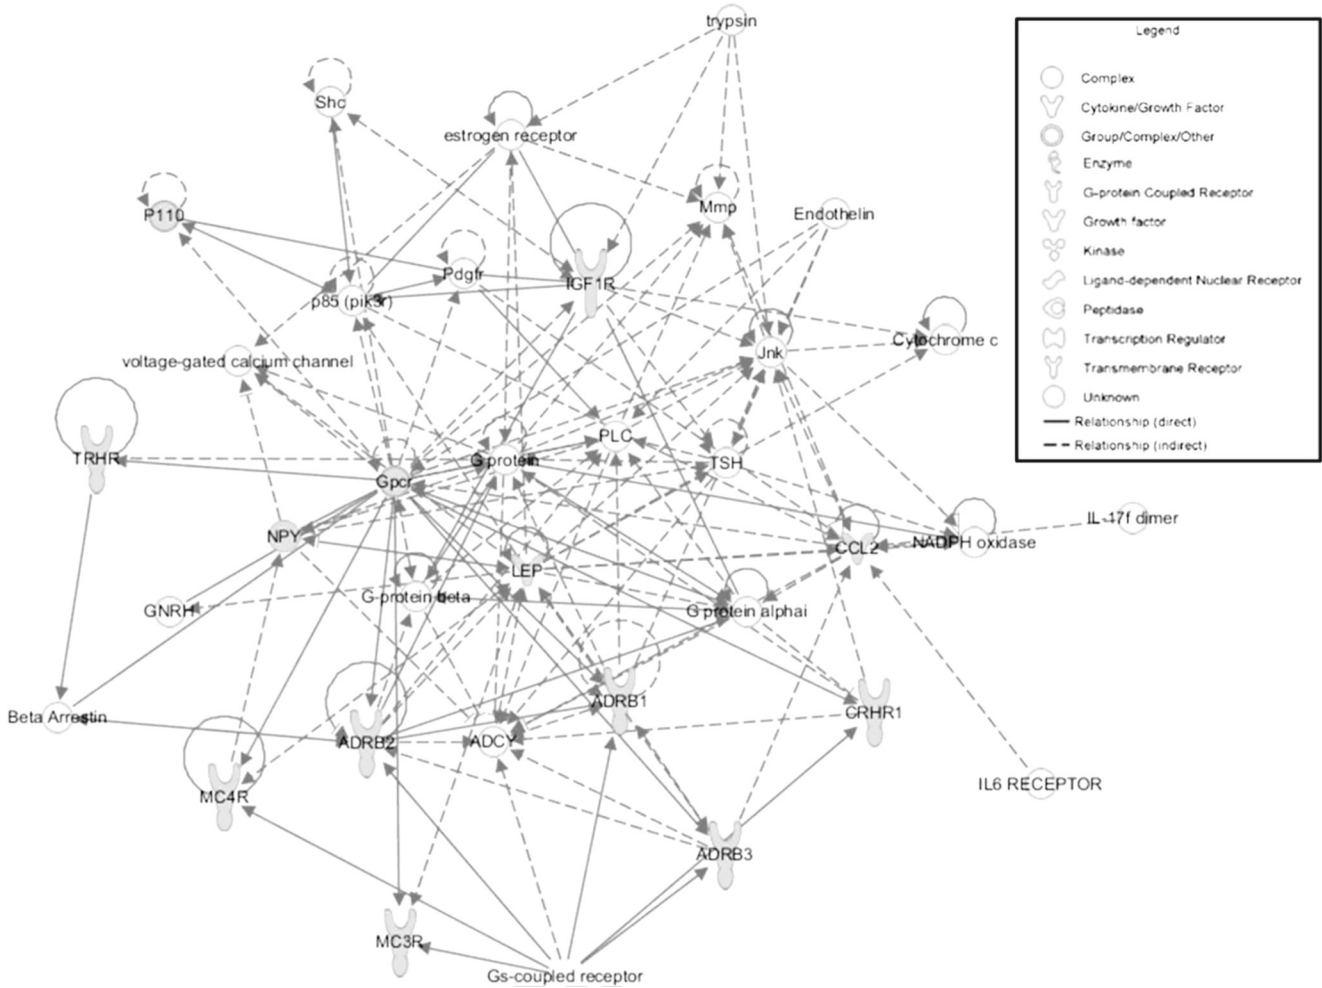 trypsin
Legend
Complex
Cytokine/Growth Factor
Group/Complex/Other
Enzyme
G-protein Coupled Receptor
Growth factor
Kinase
Ligand-dependent Nuclear Receptor
Peptidase
Transcription Regulator
Transmembrane Receptor
Unknown
Relationship (direct)
Relationship (indirect)
Shc
estrogen receptor
P110
Mmp
Endothelin
Pdgfr
IGF1R
p85 (pik3r)
Jnk
Cytochrome c
voltage-gated calcium channel
TRHR
PLC
G protein
TSH
Gpcr
IL-17f dimer
NPY
CCL2
NADPH oxidase
LEP
G-protein beta
GNRH
G protein alphai
ADRB1
CRHR1
Beta Arrestin
ADRB2
ADCY
IL6 RECEPTOR
MC4R
ADRB3
MC3R
Gs-coupled receptor